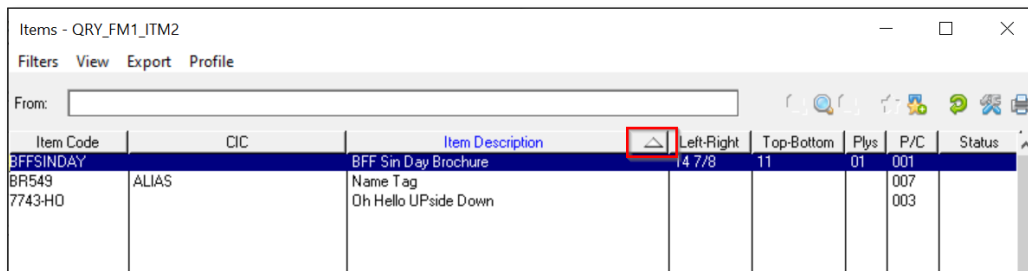 Items - QRY_FM1_ITM2
Filters View Export Profile
From:
Item Code CIC Item Description Left-Right Top-Bottom Plys P/C Status
BFFSINDAY BFF Sin Day Brochure 14 7/8 11 01 001
BR549 ALIAS Name Tag 007
7743-HO Oh Hello UPside Down 003